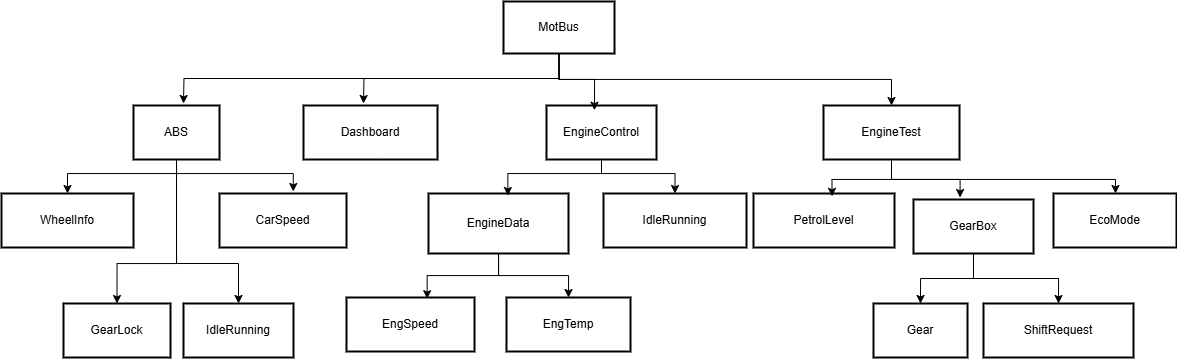 MotBus
ABS
Dashboard
EngineControl
EngineTest
WheelInfo
CarSpeed
EngineData
IdleRunning
PetrolLevel
GearBox
EcoMode
GearLock
IdleRunning
EngSpeed
EngTemp
Gear
ShiftRequest